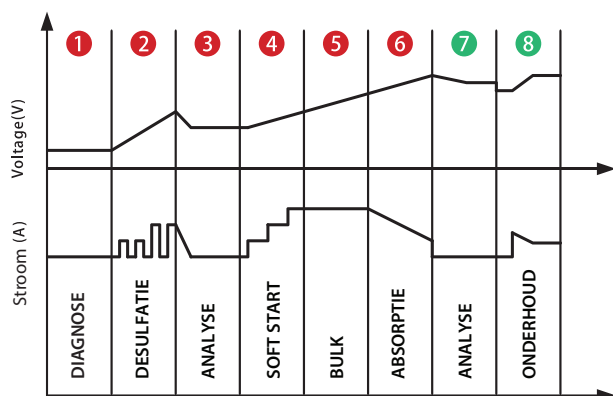 1 2 3 4 5 6 7 8
Voltage(V)
Stroom (A)
DIAGNOSE
DESULFATIE
ANALYSE
SOFT START
BULK
ABSORPTIE
ANALYSE
ONDERHOUD